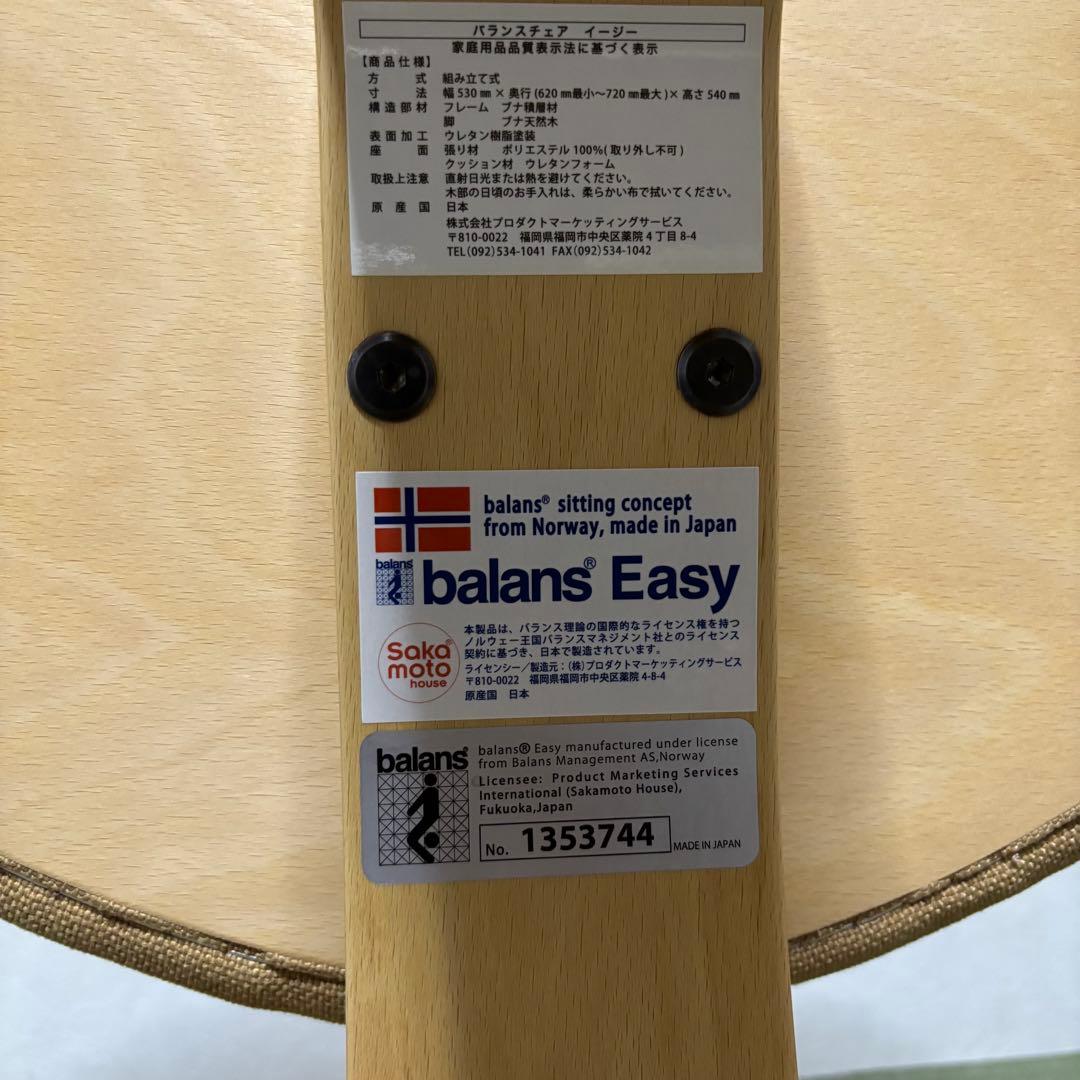 バランスチェア イージー
家庭用品品質表示法に基づく表示
【商品仕様】
方 式 組み立て式
寸 法 幅 530 ㎜ × 奥行 (620 ㎜最小〜720 ㎜最大 )× 高さ 540 ㎜
構造部材 フレーム ブナ積層材
脚 ブナ天然木
表面加工 ウレタン樹脂塗装
座 面 張り材 ポリエステル 100%( 取り外し不可 )
クッション材 ウレタンフォーム
取扱上注意 直射日光または熱を避けてください。
木部の日頃のお手入れは、柔らかい布で拭いてください。
原産国 日本
株式会社プロダクトマーケッティングサービス
〒810-0022 福岡県福岡市中央区薬院 4 丁目 8-4
TEL(092)534-1041 FAX(092)534-1042
balans® sitting concept
from Norway, made in Japan
balans
balans® Easy
Saka®
moto
house
本製品は、バランス理論の国際的なライセンス権を持つ
ノルウェー王国バランスマネジメント社とのライセンス
契約に基づき、日本で製造されています。
ライセンシー／製造元：(株)プロダクトマーケッティングサービス
〒810-0022 福岡県福岡市中央区薬院 4-8-4
原産国 日本
balans®
balans® Easy manufactured under license
from Balans Management AS,Norway
Licensee: Product Marketing Services
International (Sakamoto House),
Fukuoka,Japan
No. 1353744
MADE IN JAPAN